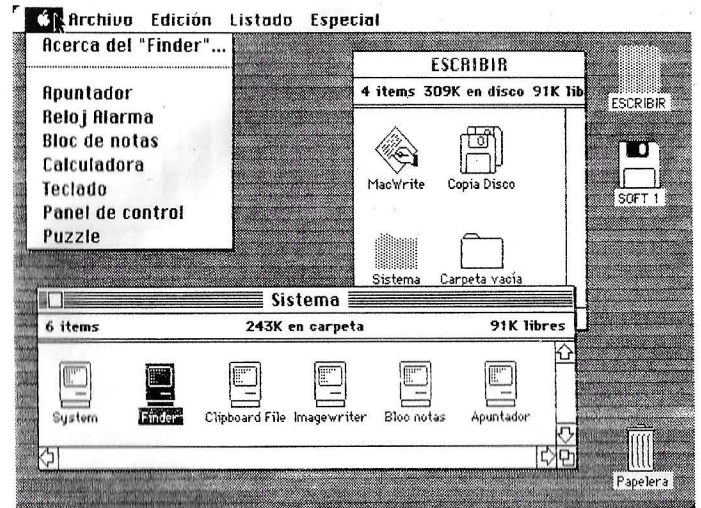 Archivo Edición Listado Especial
Acerca del "Finder"...
Apuntador
Reloj Alarma
Bloc de notas
Calculadora
Teclado
Panel de control
Puzzle
ESCRIBIR
4 items 309K en disco 91K lib
MacWrite Copia Disco
Sistema Carpeta vacía
ESCRIBIR
SOFT 1
Sistema
6 items 243K en carpeta 91K libres
System Finder Clipboard File Imagewriter Bloc notas Apuntador
Papelera